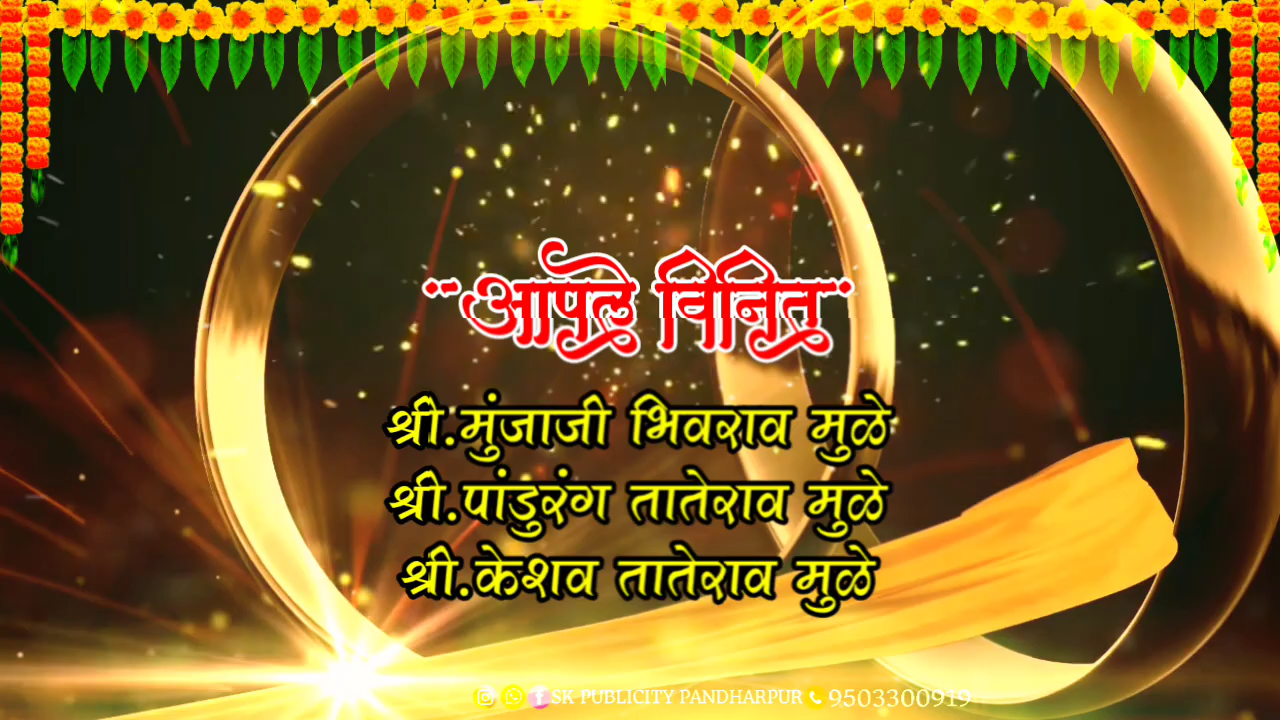 "आपले विनित"
श्री.मुंजाजी भिवराव मुळे
श्री.पांडुरंग तातेराव मुळे
श्री.केशव तातेराव मुळे
SK PUBLICITY PANDHARPUR 9503300919